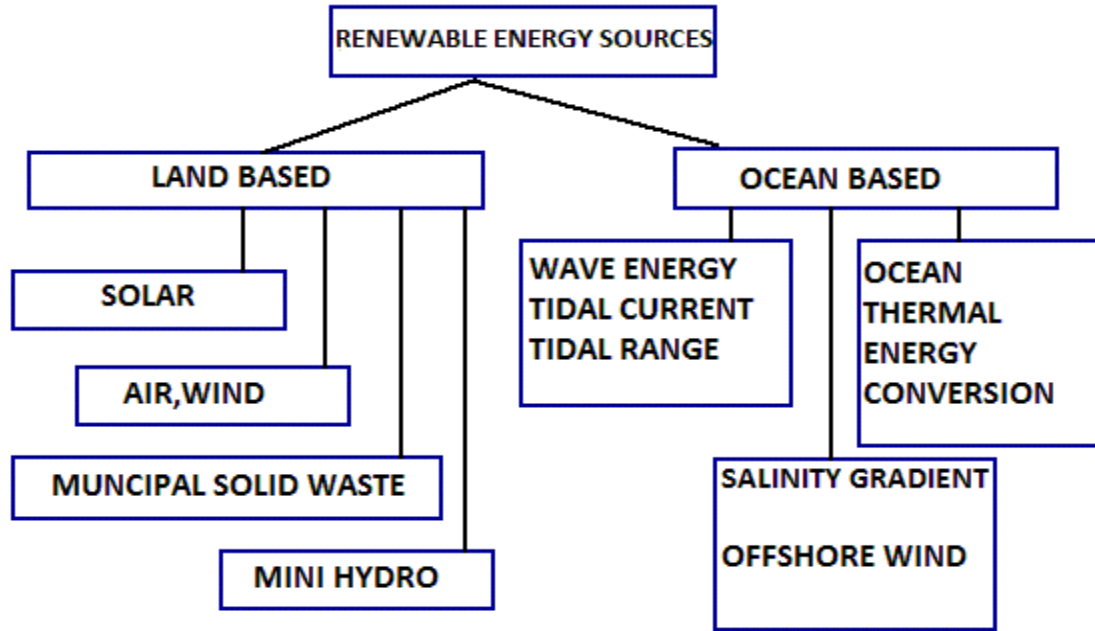 RENEWABLE ENERGY SOURCES
LAND BASED
OCEAN BASED
SOLAR
AIR,WIND
MUNCIPAL SOLID WASTE
MINI HYDRO
WAVE ENERGY
TIDAL CURRENT
TIDAL RANGE
OCEAN
THERMAL
ENERGY
CONVERSION
SALINITY GRADIENT
OFFSHORE WIND